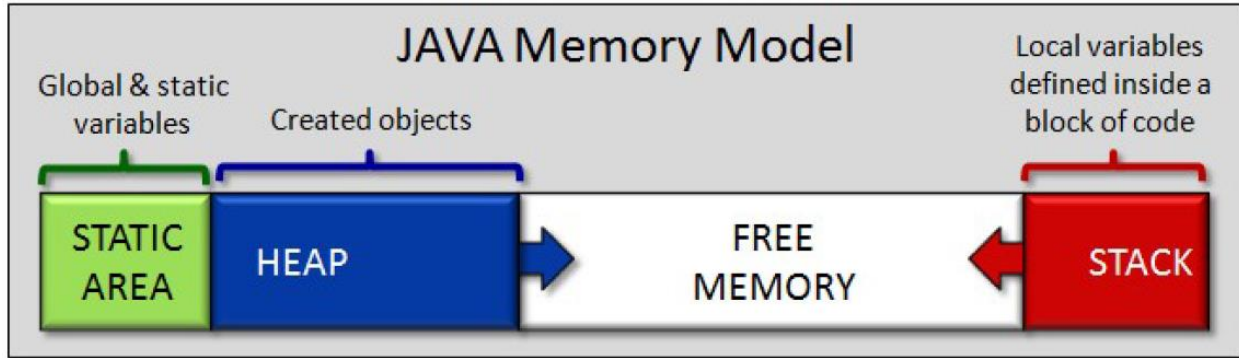 JAVA Memory Model
Global & static
variables
Created objects
Local variables
defined inside a
block of code
STATIC
AREA
HEAP
FREE
MEMORY
STACK